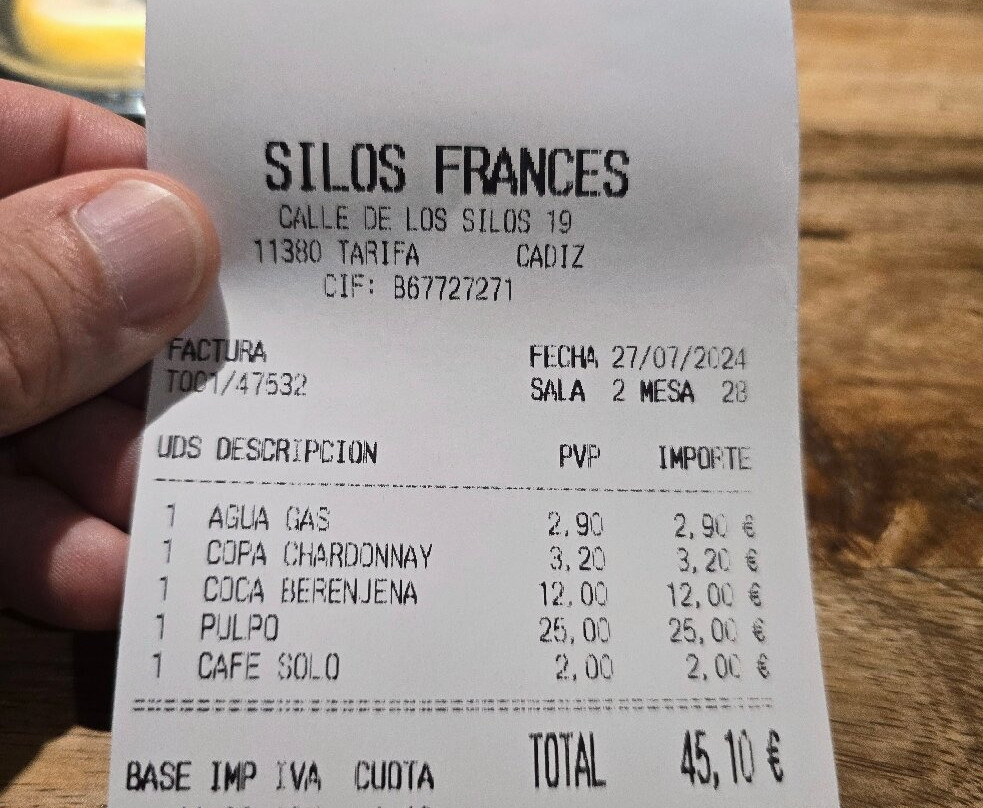 SILOS FRANCES
CALLE DE LOS SILOS 19
11380 TARIFA CADIZ
CIF: B67727271
FACTURA FECHA 27/07/2024
T001/47532 SALA 2 MESA 28
UDS DESCRIPCION PVP IMPORTE
1 AGUA GAS 2,90 2,90 €
1 COPA CHARDONNAY 3,20 3,20 €
1 COCA BERENJENA 12,00 12,00 €
1 PULPO 25,00 25,00 €
1 CAFE SOLO 2,00 2,00 €
BASE IMP IVA CUOTA TOTAL 45,10 €